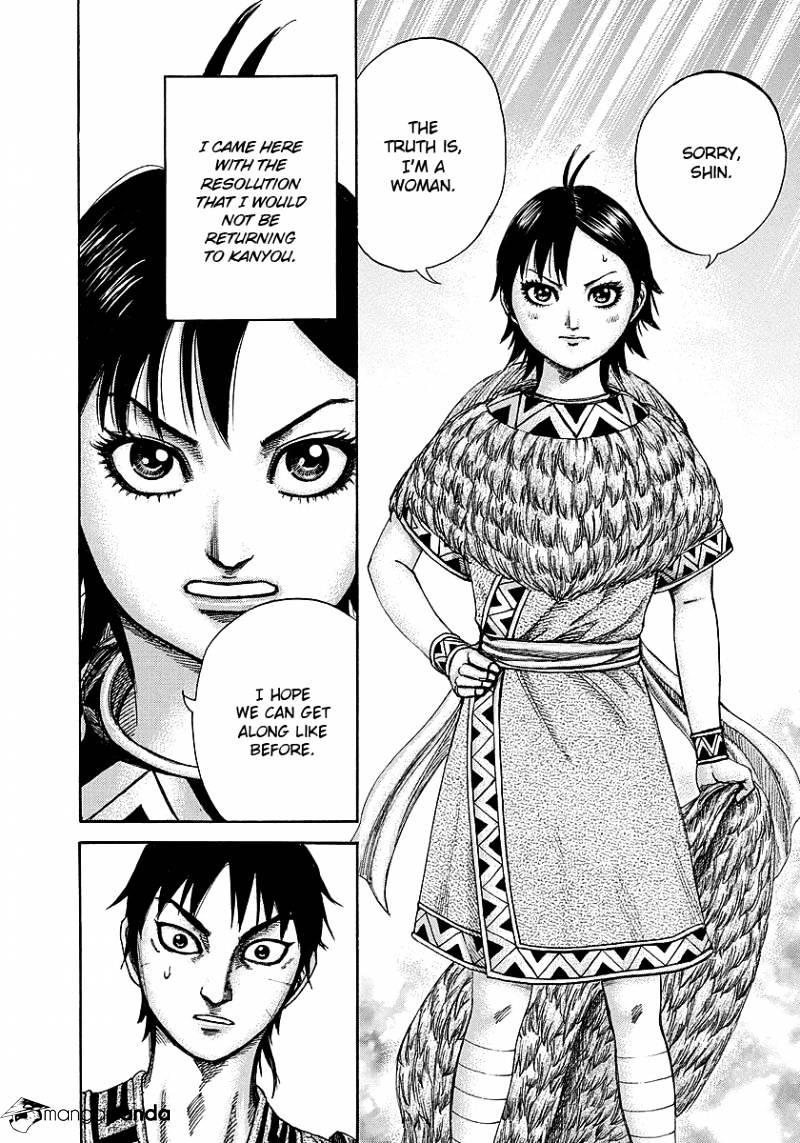 SORRY,
SHIN.
THE
TRUTH IS,
I'M A
WOMAN.
I CAME HERE
WITH THE
RESOLUTION
THAT I WOULD
NOT BE
RETURNING
TO KANYOU.
I HOPE
WE CAN GET
ALONG LIKE
BEFORE.
mangapanda